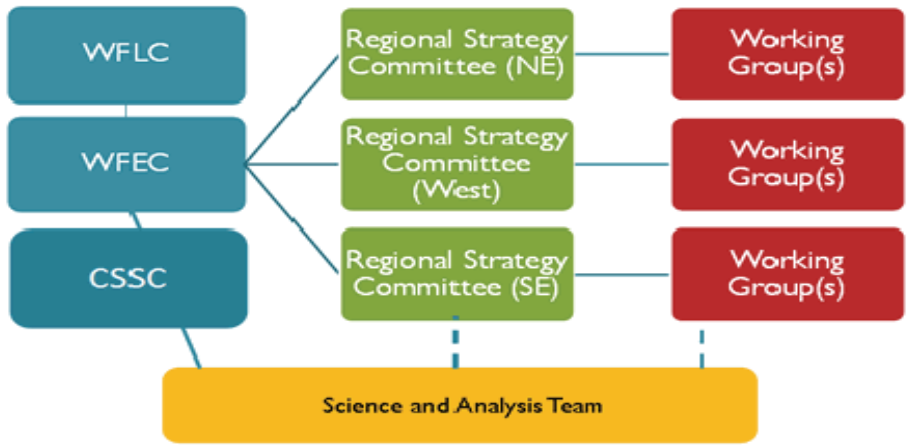 WFLC
Regional Strategy
Committee (NE)
Working
Group(s)
WFEC
Regional Strategy
Committee
(West)
Working
Group(s)
CSSC
Regional Strategy
Committee (SE)
Working
Group(s)
Science and Analysis Team